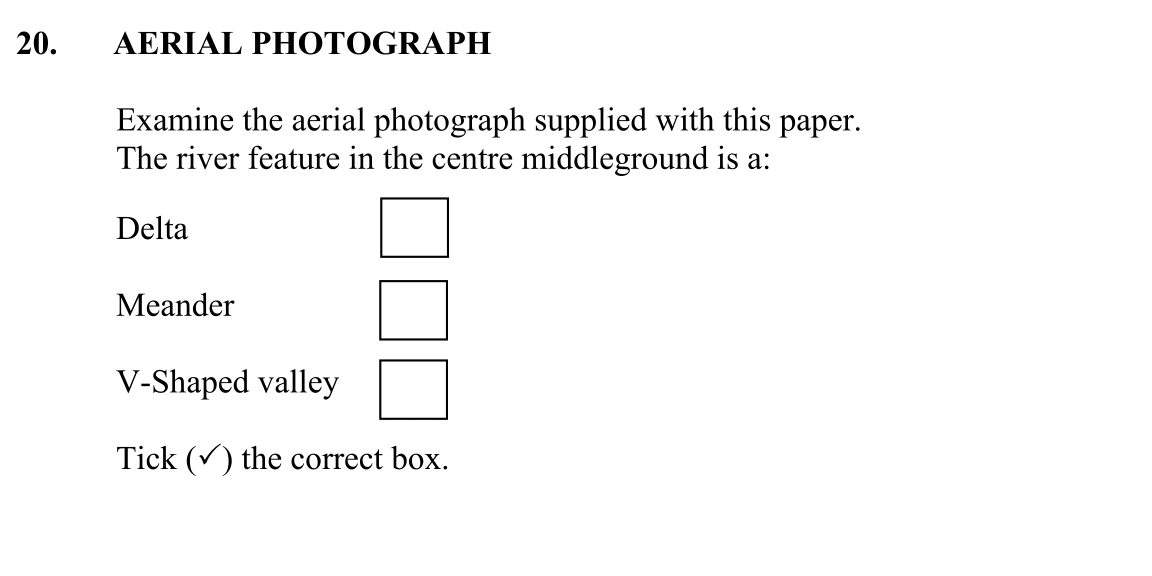 20. AERIAL PHOTOGRAPH
Examine the aerial photograph supplied with this paper.
The river feature in the centre middleground is a:
Delta
Meander
V-Shaped valley
Tick (✓) the correct box.